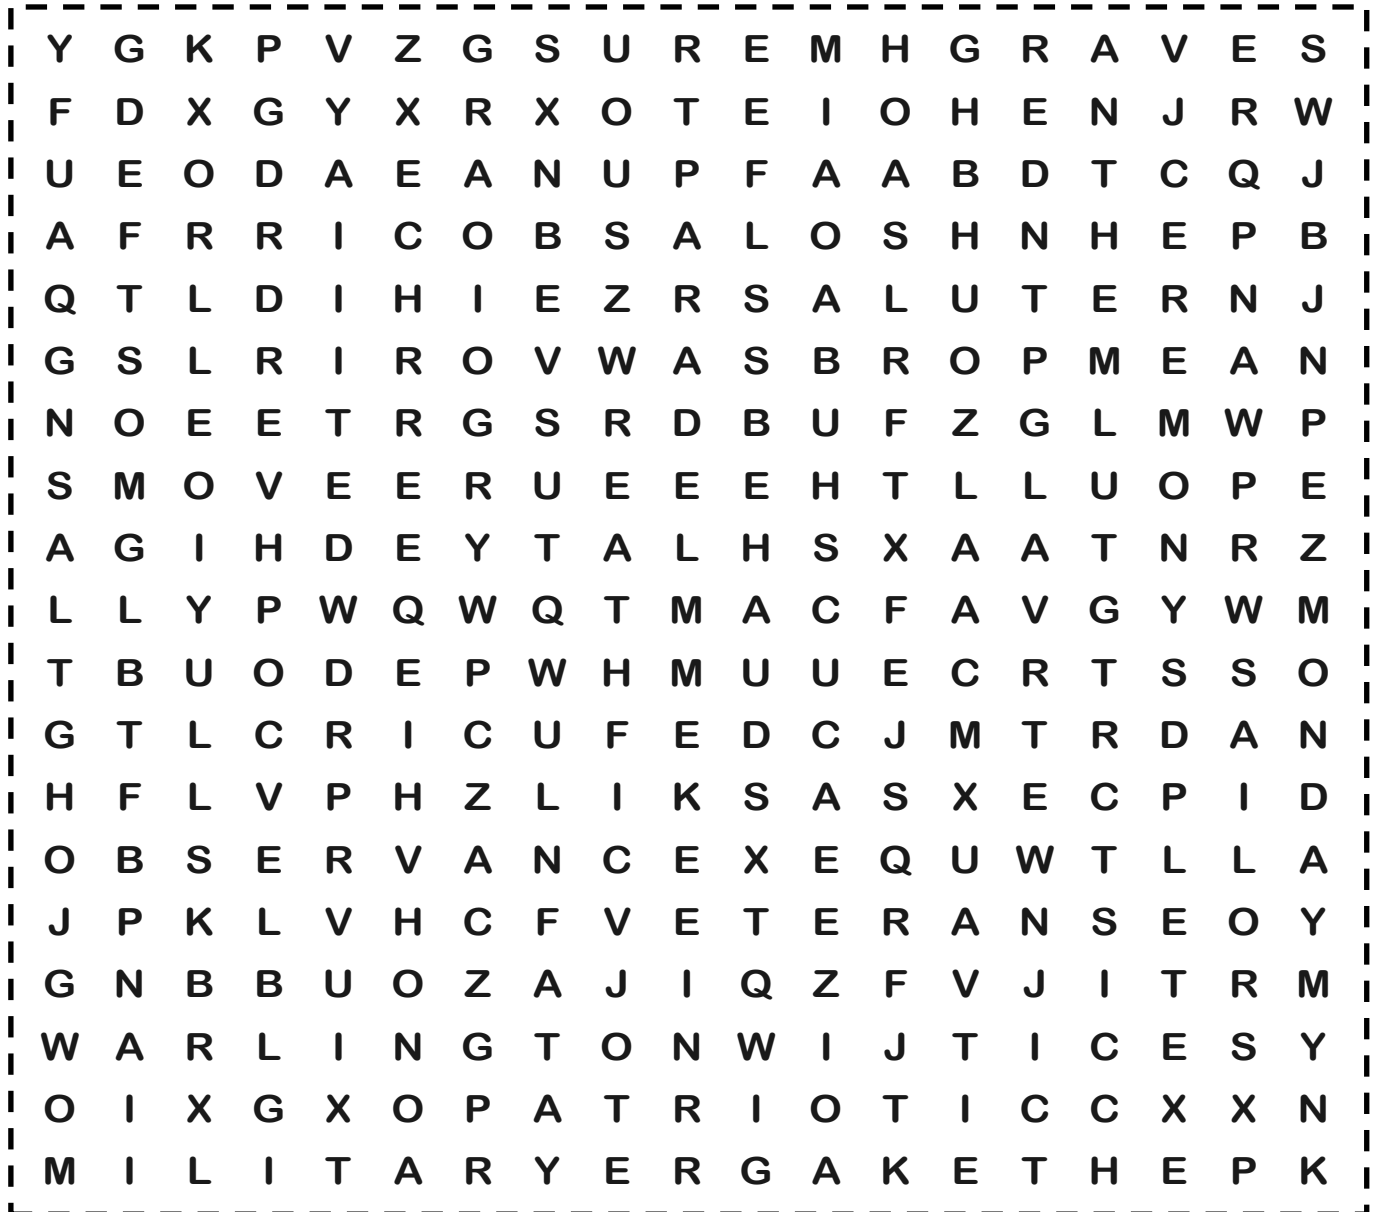 Y G K P V Z G S U R E M H G R A V E S
F D X G Y X R X O T E I O H E N J R W
U E O D A E A N U P F A A B D T C Q J
A F R R I C O B S A L O S H N H E P B
Q T L D I H I E Z R S A L U T E R N J
G S L R I R O V W A S B R O P M E A N
N O E E T R G S R D B U F Z G L M W P
S M O V E E R U E E E H T L L U O P E
A G I H D E Y T A L H S X A A T N R Z
L L Y P W Q W Q T M A C F A V G Y W M
T B U O D E P W H M U U E C R T S S O
G T L C R I C U F E D C J M T R D A N
H F L V P H Z L I K S A S X E C P I D
O B S E R V A N C E X E Q U W T L L A
J P K L V H C F V E T E R A N S E O Y
G N B B U O Z A J I Q Z F V J I T R M
W A R L I N G T O N W I J T I C E S Y
O I X G X O P A T R I O T I C C X X N
M I L I T A R Y E R G A K E T H E P K